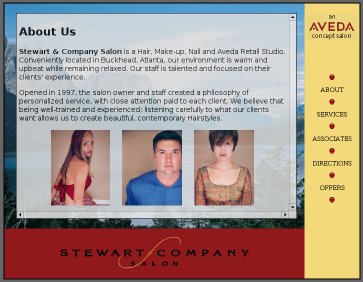 About Us
Stewart & Company Salon is a Hair, Make-up, Nail and Aveda Retail Studio.
Conveniently located in Buckhead, Atlanta, our environment is warm and
upbeat while remaining relaxed. Our staff is talented and focused on their
clients' experience.
Opened in 1997, the salon owner and staff created a philosophy of
personalized service, with close attention paid to each client. We believe that
being well-trained and experienced; listening carefully to what our clients
want allows us to create beautiful, contemporary Hairstyles.
an
AVEDA
concept salon
ABOUT
SERVICES
ASSOCIATES
DIRECTIONS
OFFERS
STEWART & COMPANY
SALON